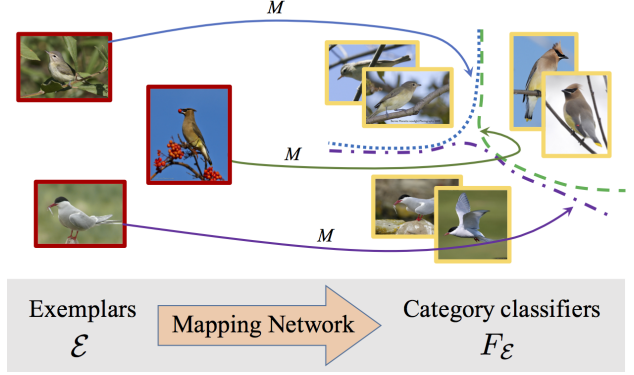 M
M
M
Exemplars
ℰ
Mapping Network
Category classifiers
F_ℰ